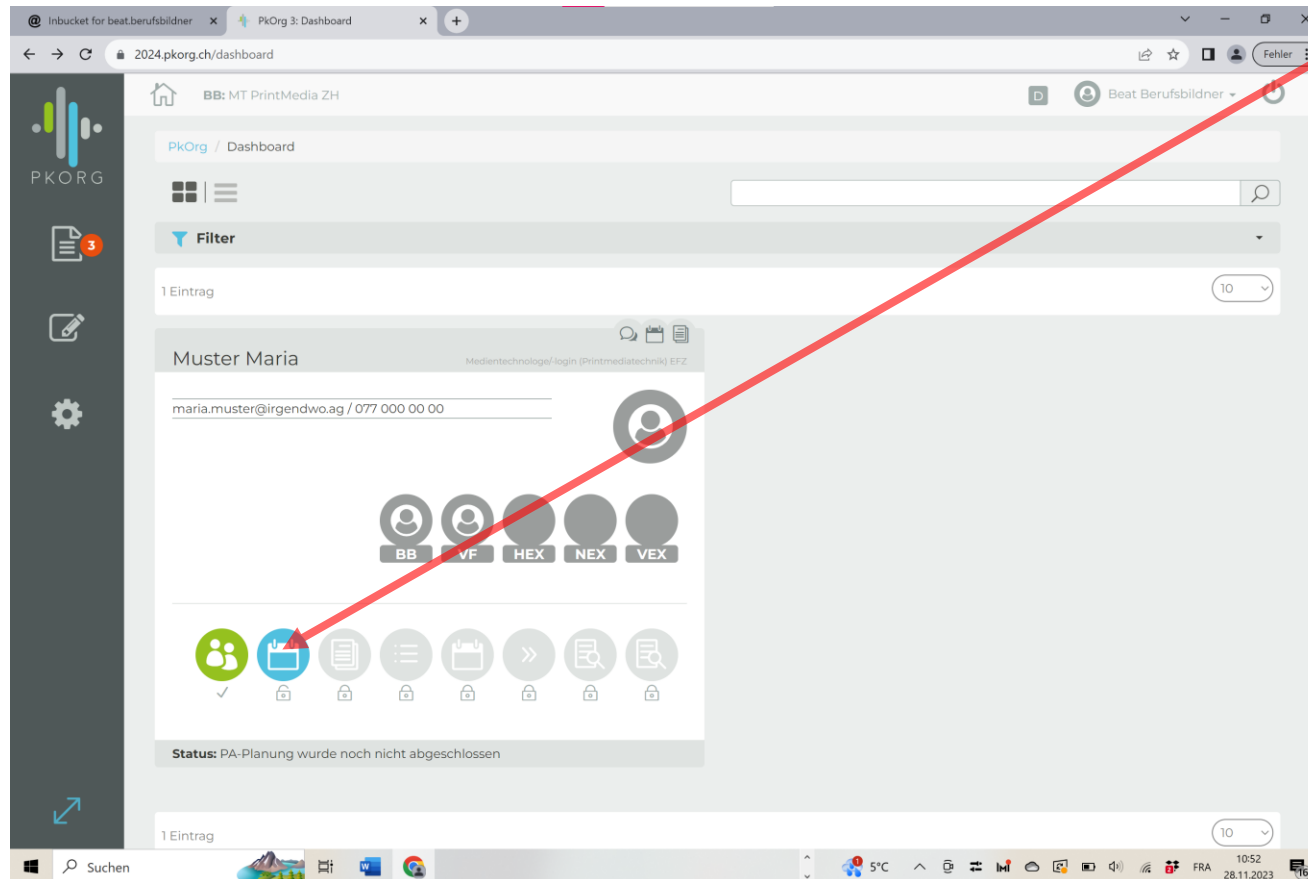 Inbucket for beat.berufsbildner
PkOrg 3: Dashboard
2024.pkorg.ch/dashboard
Fehler
BB: MT PrintMedia ZH
D
Beat Berufsbildner
PkOrg / Dashboard
PKORG
3
Filter
1 Eintrag
10
Muster Maria
Medientechnologe/-login (Printmediatechnik) EFZ
maria.muster@irgendwo.ag / 077 000 00 00
BB VF HEX NEX VEX
Status: PA-Planung wurde noch nicht abgeschlossen
1 Eintrag
10
Suchen
5°C
FRA
10:52
28.11.2023
16